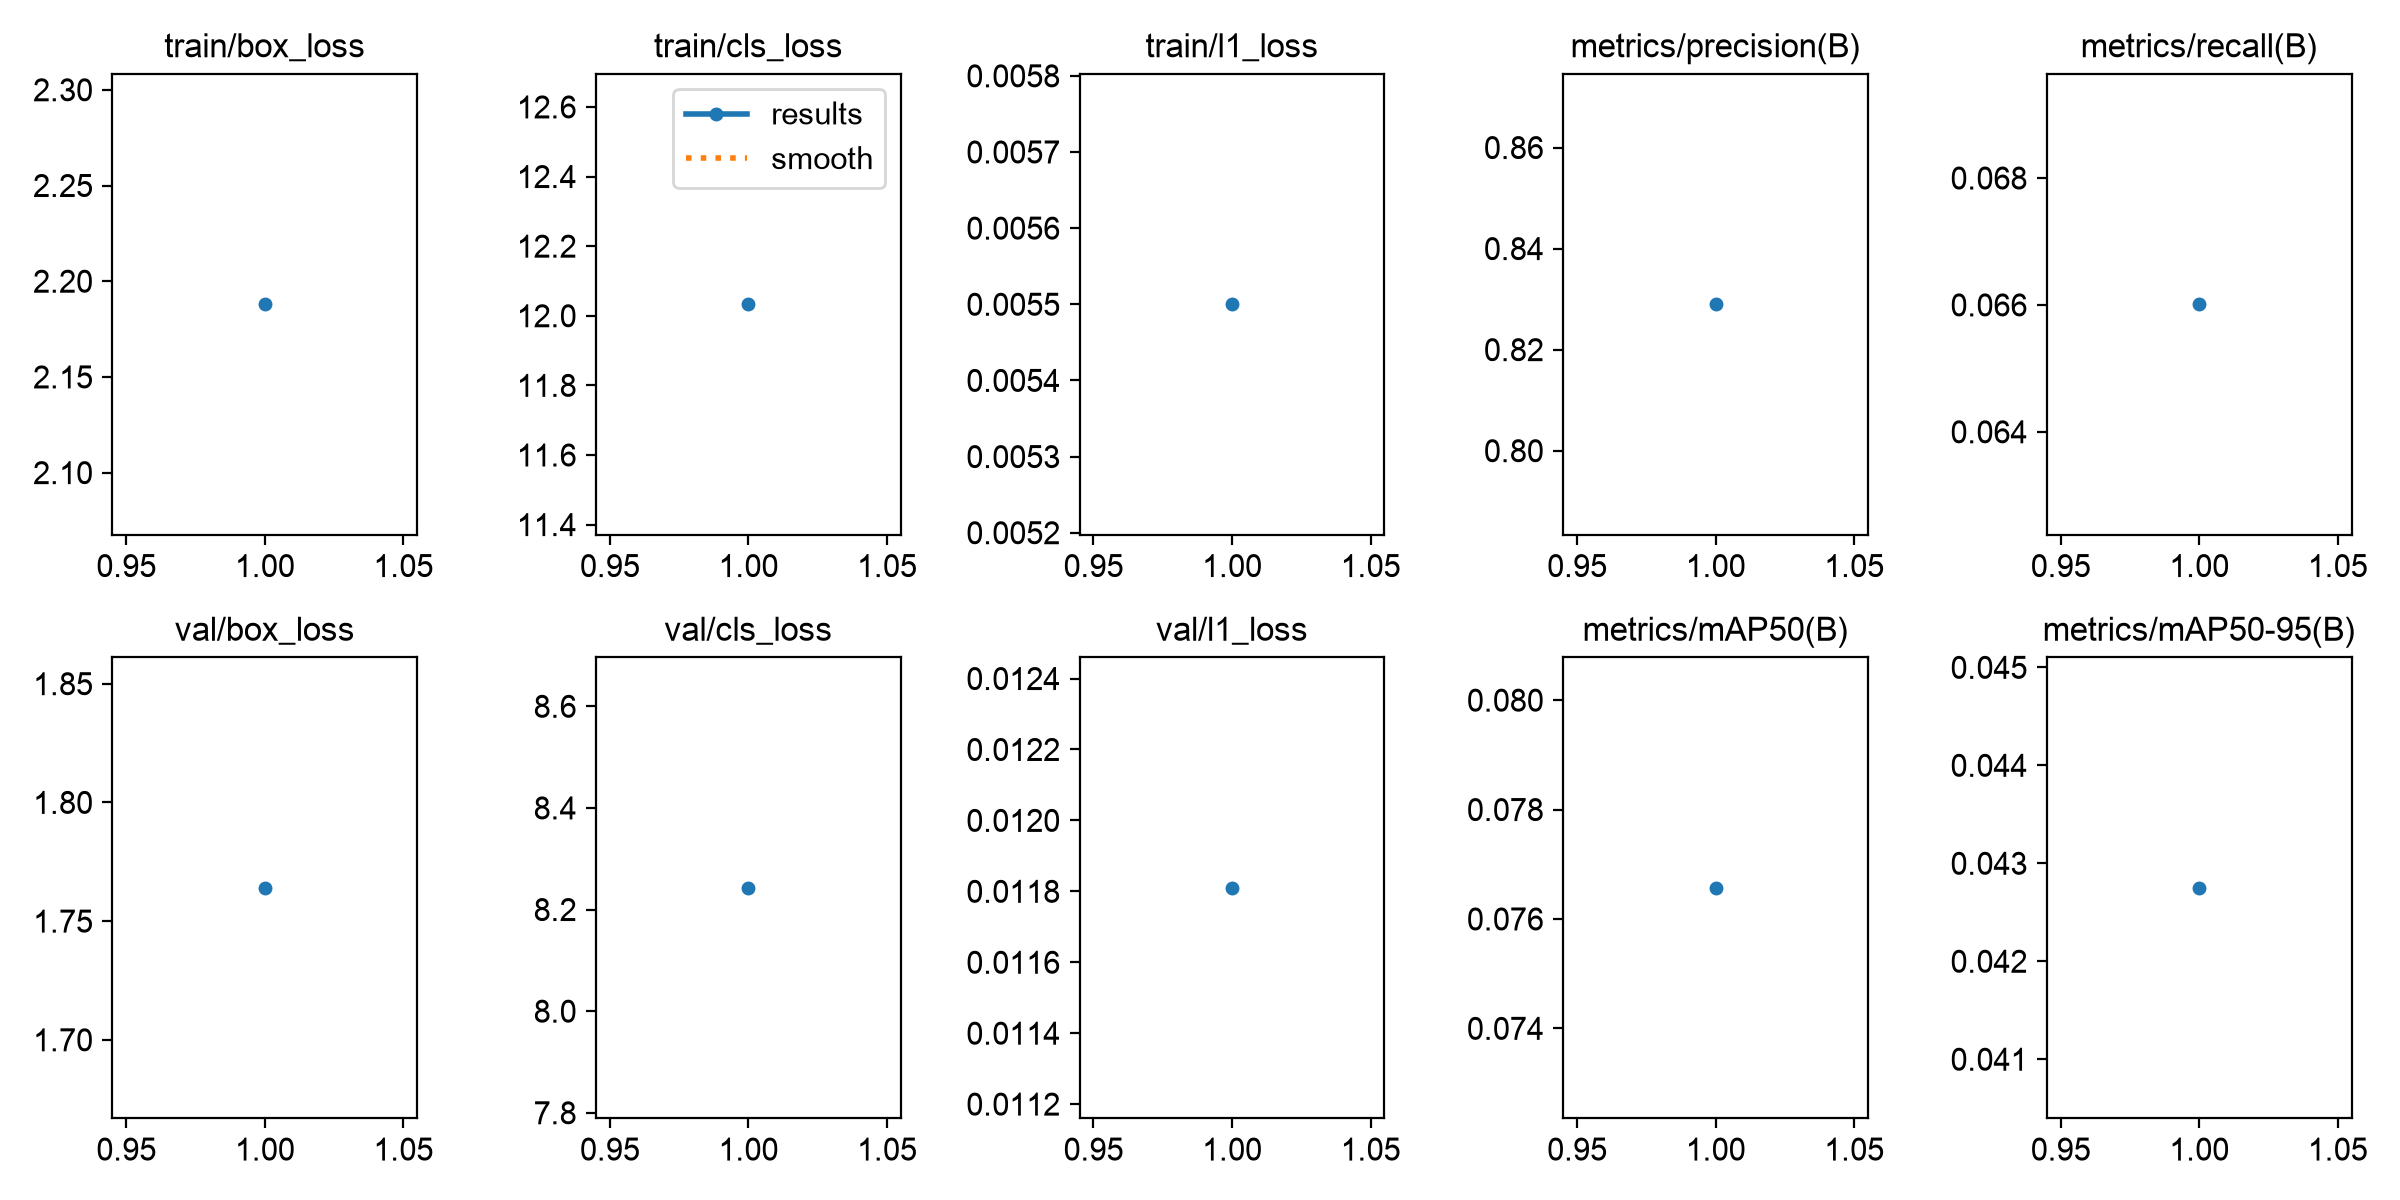 train/box_loss
2.30
2.25
2.20
2.15
2.10
0.95 1.00 1.05
train/cls_loss
results
smooth
12.6
12.4
12.2
12.0
11.8
11.6
11.4
0.95 1.00 1.05
train/l1_loss
0.0058
0.0057
0.0056
0.0055
0.0054
0.0053
0.0052
0.95 1.00 1.05
metrics/precision(B)
0.86
0.84
0.82
0.80
0.95 1.00 1.05
metrics/recall(B)
0.068
0.066
0.064
0.95 1.00 1.05
val/box_loss
1.85
1.80
1.75
1.70
0.95 1.00 1.05
val/cls_loss
8.6
8.4
8.2
8.0
7.8
0.95 1.00 1.05
val/l1_loss
0.0124
0.0122
0.0120
0.0118
0.0116
0.0114
0.0112
0.95 1.00 1.05
metrics/mAP50(B)
0.080
0.078
0.076
0.074
0.95 1.00 1.05
metrics/mAP50-95(B)
0.045
0.044
0.043
0.042
0.041
0.95 1.00 1.05